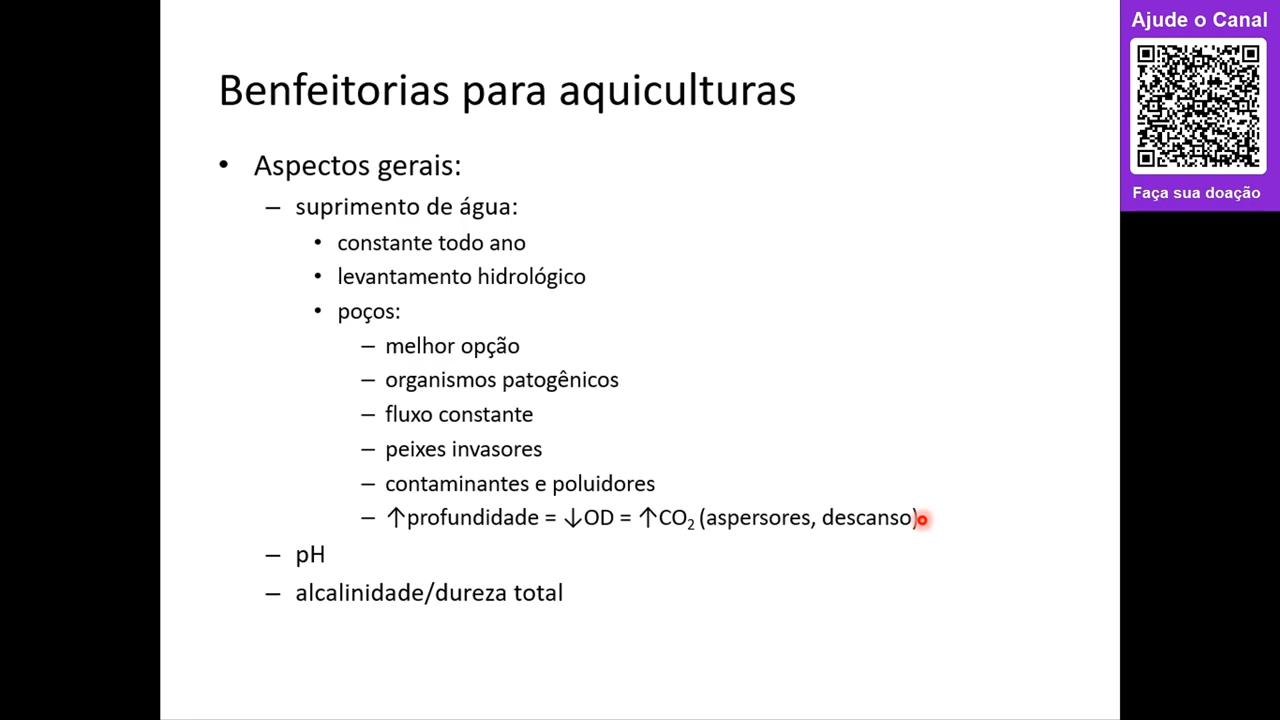 Benfeitorias para aquiculturas
• Aspectos gerais:
– suprimento de água:
• constante todo ano
• levantamento hidrológico
• poços:
– melhor opção
– organismos patogênicos
– fluxo constante
– peixes invasores
– contaminantes e poluidores
– ↑profundidade = ↓OD = ↑CO₂ (aspersores, descanso)
– pH
– alcalinidade/dureza total
Ajude o Canal
Faça sua doação